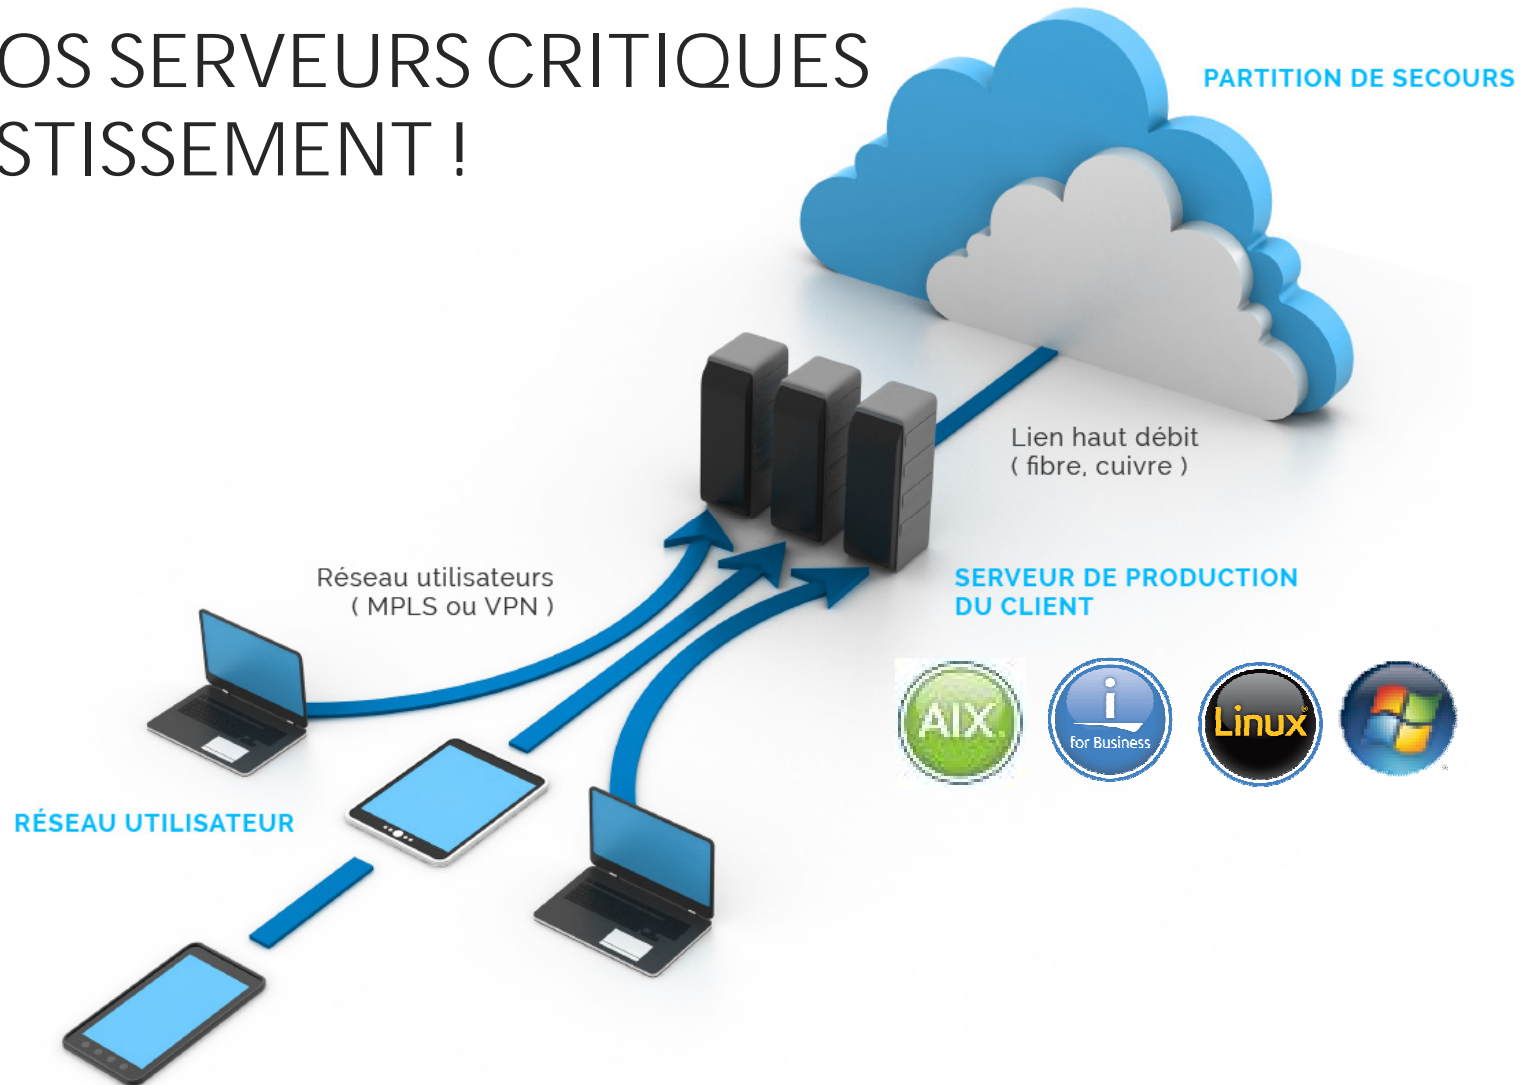 OS SERVEURS CRITIQUES
STISSEMENT !
PARTITION DE SECOURS
Lien haut débit
( fibre, cuivre )
Réseau utilisateurs
( MPLS ou VPN )
SERVEUR DE PRODUCTION
DU CLIENT
AIX
i
for Business
Linux
RÉSEAU UTILISATEUR